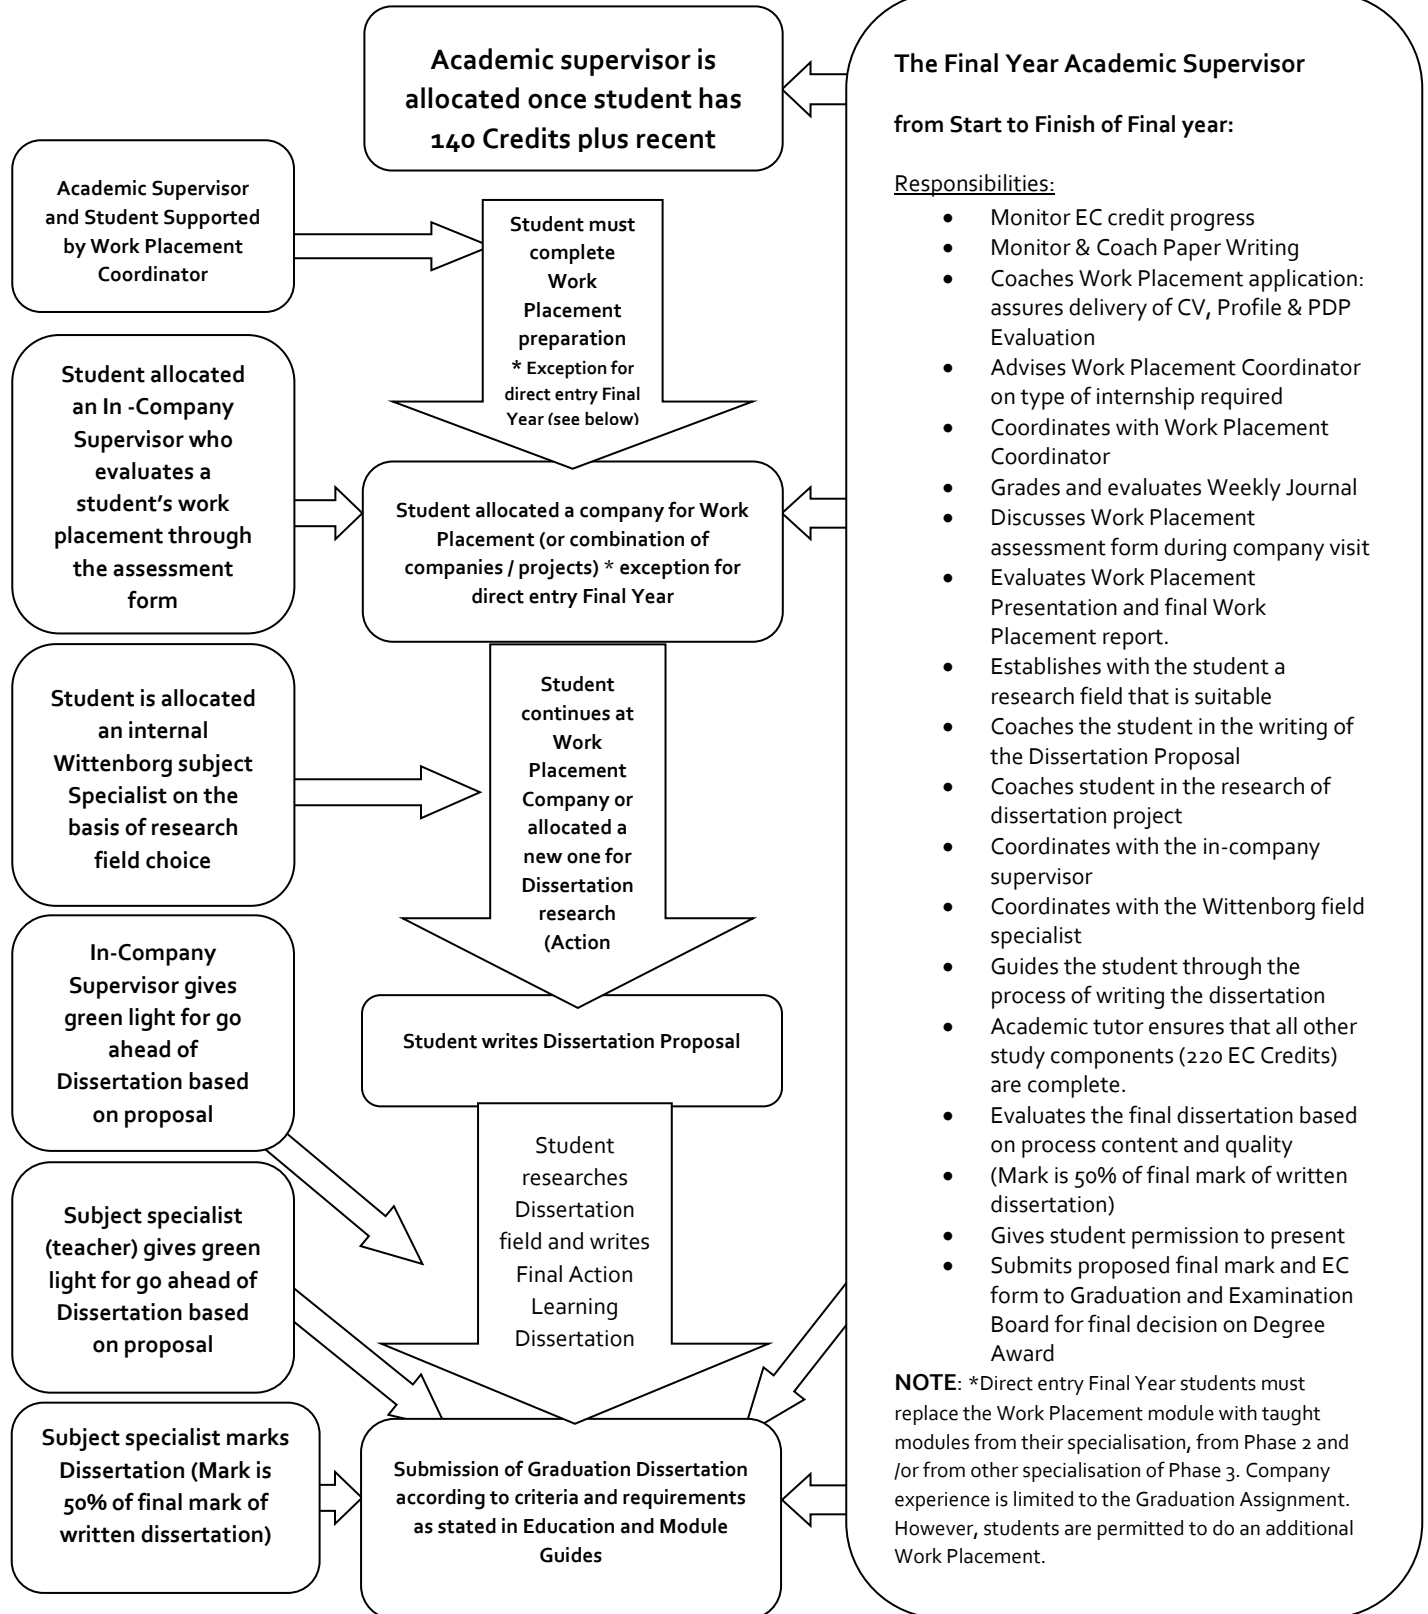 Academic supervisor is
allocated once student has
140 Credits plus recent
Academic Supervisor
and Student Supported
by Work Placement
Coordinator
Student must
complete
Work
Placement
preparation
* Exception for
direct entry Final
Year (see below)
Student allocated
an In -Company
Supervisor who
evaluates a
student's work
placement through
the assessment
form
Student allocated a company for Work
Placement (or combination of
companies / projects) * exception for
direct entry Final Year
Student is allocated
an internal
Wittenborg subject
Specialist on the
basis of research
field choice
Student
continues at
Work
Placement
Company or
allocated a
new one for
Dissertation
research
(Action
In-Company
Supervisor gives
green light for go
ahead of
Dissertation based
on proposal
Student writes Dissertation Proposal
Subject specialist
(teacher) gives green
light for go ahead of
Dissertation based
on proposal
Student
researches
Dissertation
field and writes
Final Action
Learning
Dissertation
Subject specialist marks
Dissertation (Mark is
50% of final mark of
written dissertation)
Submission of Graduation Dissertation
according to criteria and requirements
as stated in Education and Module
Guides
The Final Year Academic Supervisor
from Start to Finish of Final year:
Responsibilities:
• Monitor EC credit progress
• Monitor & Coach Paper Writing
• Coaches Work Placement application:
assures delivery of CV, Profile & PDP
Evaluation
• Advises Work Placement Coordinator
on type of internship required
• Coordinates with Work Placement
Coordinator
• Grades and evaluates Weekly Journal
• Discusses Work Placement
assessment form during company visit
• Evaluates Work Placement
Presentation and final Work
Placement report.
• Establishes with the student a
research field that is suitable
• Coaches the student in the writing of
the Dissertation Proposal
• Coaches student in the research of
dissertation project
• Coordinates with the in-company
supervisor
• Coordinates with the Wittenborg field
specialist
• Guides the student through the
process of writing the dissertation
• Academic tutor ensures that all other
study components (220 EC Credits)
are complete.
• Evaluates the final dissertation based
on process content and quality
• (Mark is 50% of final mark of written
dissertation)
• Gives student permission to present
• Submits proposed final mark and EC
form to Graduation and Examination
Board for final decision on Degree
Award
NOTE: *Direct entry Final Year students must
replace the Work Placement module with taught
modules from their specialisation, from Phase 2 and
/or from other specialisation of Phase 3. Company
experience is limited to the Graduation Assignment.
However, students are permitted to do an additional
Work Placement.